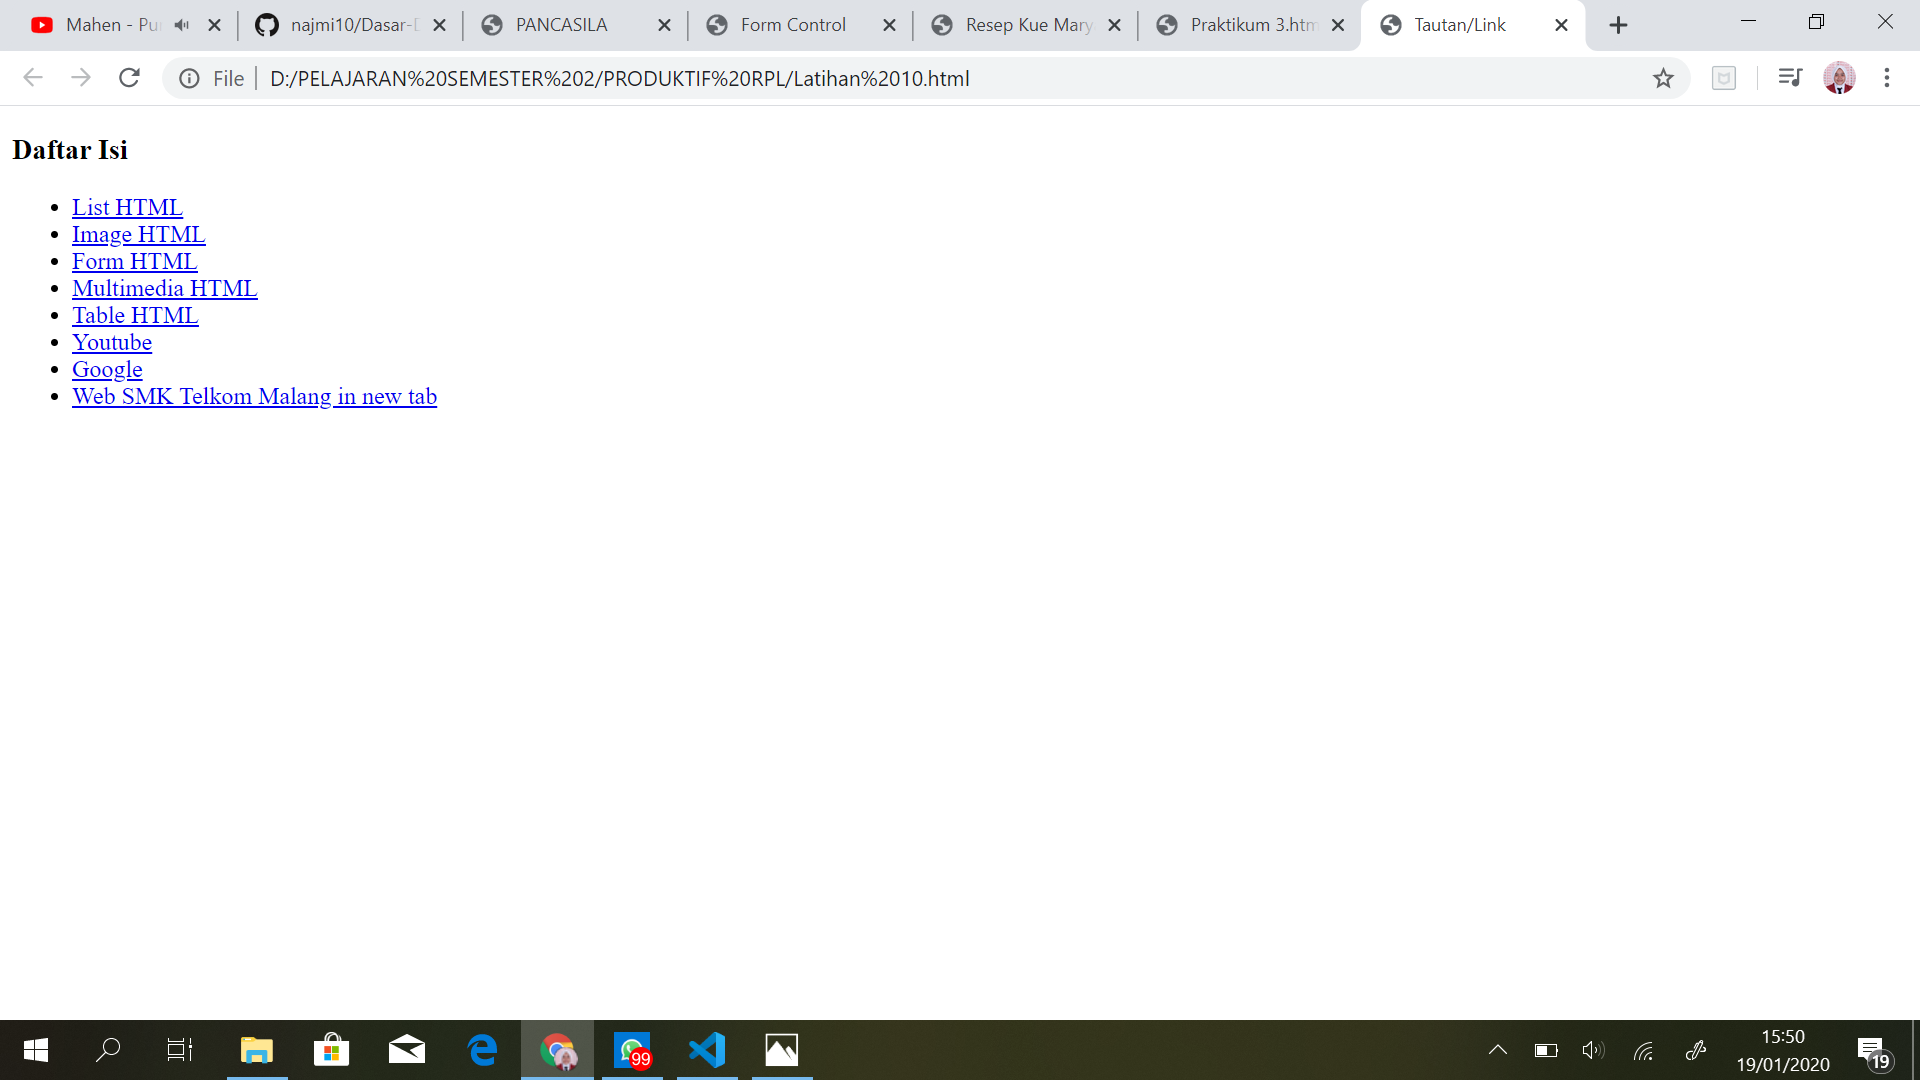 Mahen - Pu
najmi10/Dasar-D
PANCASILA
Form Control
Resep Kue Mary
Praktikum 3.htm
Tautan/Link
File
D:/PELAJARAN%20SEMESTER%202/PRODUKTIF%20RPL/Latihan%2010.html
Daftar Isi
List HTML
Image HTML
Form HTML
Multimedia HTML
Table HTML
Youtube
Google
Web SMK Telkom Malang in new tab
99
15:50
19/01/2020
19